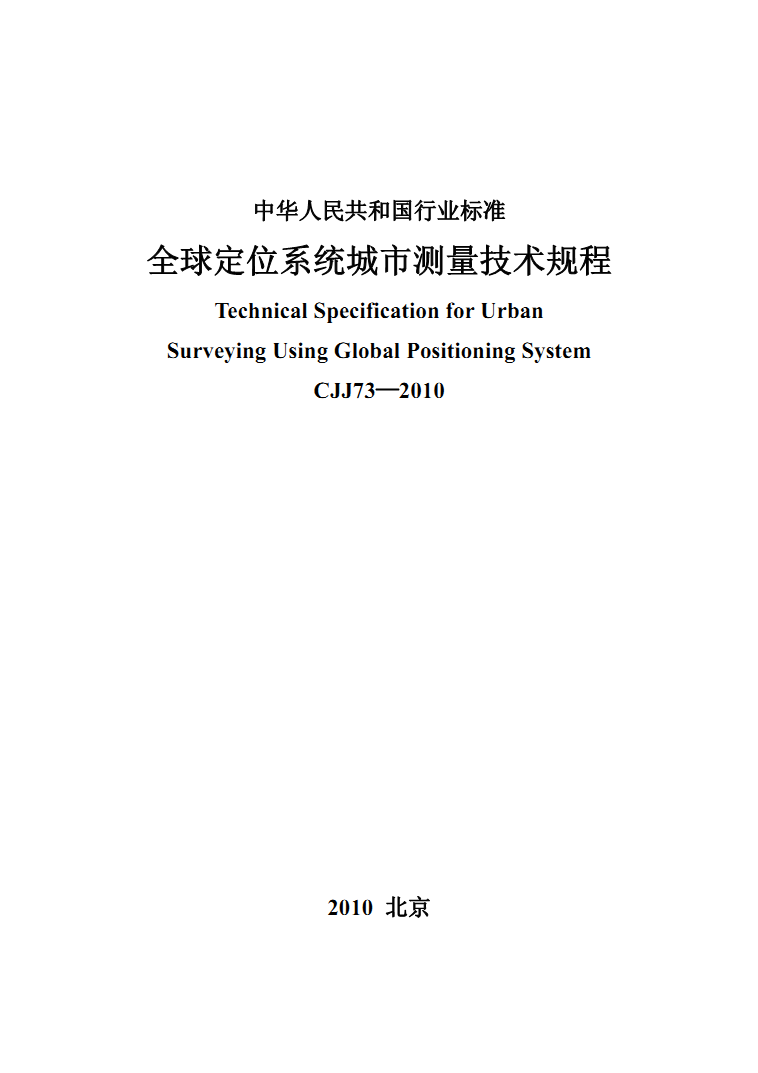 中华人民共和国行业标准
全球定位系统城市测量技术规程
Technical Specification for Urban
Surveying Using Global Positioning System
CJJ73—2010
2010 北京